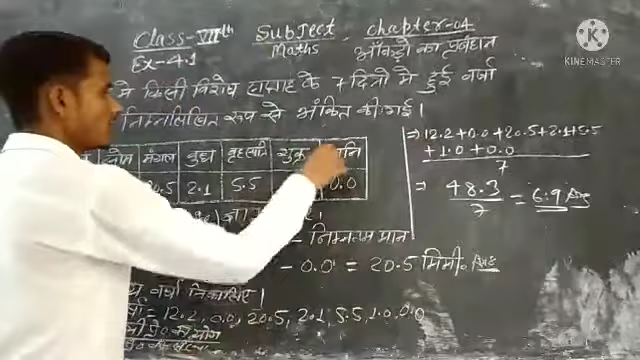 Class-VIIth Subject Chapter-04
Maths आँकड़ो का प्रबंधन
Ex-4.1
KINEMASTER
मे किसी विशेष सप्ताह के 7 दिनो मे हुई वर्षा
निम्नलिखित रूप से अंकित की गई।
सोम मंगल बुध बृहस्पति शुक्र शनि
20.5 2.1 5.5 0.0
⇒ 12.2+0.0+20.5+2.1+5.5
+1.0+0.0
7
⇒ 48.3 = 6.9 Ans
7
- निम्नतम मान
- 0.0 = 20.5 मिमी. Ans
वर्षा निकालिए।
= 12.2, 0.0, 20.5, 2.1, 5.5, 1.0, 0.0
का योग